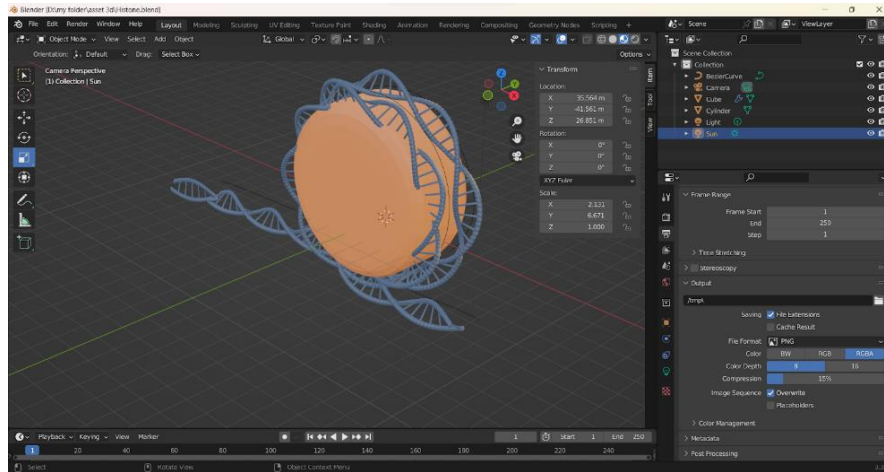 Blender [D:\my folder\asset 3d\Histone.blend]
File Edit Render Window Help Layout Modeling Sculpting UV Editing Texture Paint Shading Animation Rendering Compositing Geometry Nodes Scripting + Scene ViewLayer
Object Mode View Select Add Object Global
Orientation: Default Drag: Select Box Options
Camera Perspective
(1) Collection | Sun
Transform
Location:
X 35.564 m
Y -41.561 m
Z 26.851 m
Rotation:
X 0°
Y 0°
Z 0°
XYZ Euler
Scale:
X 2.131
Y 6.671
Z 1.000
Item
Tool
View
Z
Scene Collection
Collection
BezierCurve
Camera
Cube
Cylinder
Light
Sun
Frame Range
Frame Start 1
End 250
Step 1
Time Stretching
Stereoscopy
Output
/tmp\
Saving File Extensions
Cache Result
File Format PNG
Color BW RGB RGBA
Color Depth 8 16
Compression 15%
Image Sequence Overwrite
Placeholders
Color Management
Metadata
Post Processing
Playback Keying View Marker 1 Start 1 End 250
1 20 40 60 80 100 120 140 160 180 200 220 240
Select Rotate View Object Context Menu